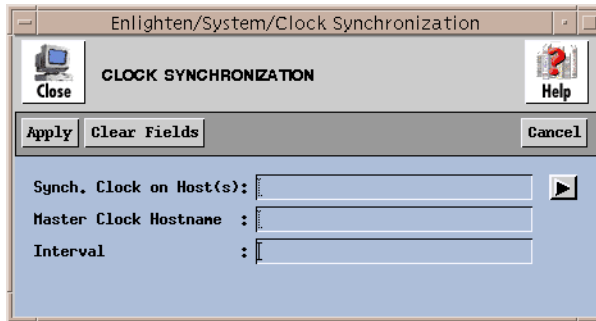 Enlighten/System/Clock Synchronization
Close
CLOCK SYNCHRONIZATION
Help
Apply Clear Fields Cancel
Synch. Clock on Host(s):
Master Clock Hostname :
Interval :